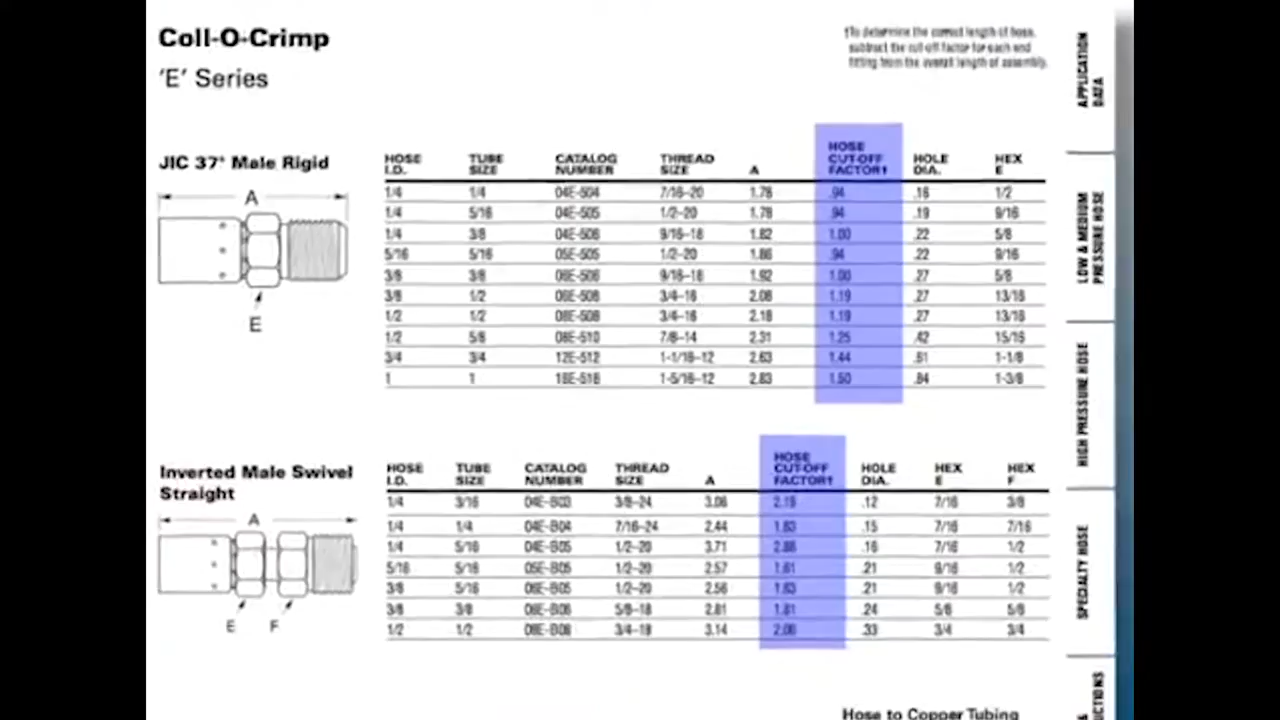 Coll-O-Crimp
'E' Series
†To determine the correct length of hose,
subtract the cut-off factor for each end
fitting from the overall length of assembly.
APPLICATION
DATA
LOW & MEDIUM
PRESSURE HOSE
HIGH PRESSURE HOSE
SPECIALTY HOSE
JIC 37° Male Rigid
A
E
HOSE I.D. TUBE SIZE CATALOG NUMBER THREAD SIZE A HOSE CUT-OFF FACTOR† HOLE DIA. HEX E
1/4 1/4 04E-504 7/16-20 1.78 .94 .16 1/2
1/4 5/16 04E-505 1/2-20 1.78 .94 .19 9/16
1/4 3/8 04E-506 9/16-18 1.82 1.00 .22 5/8
5/16 5/16 05E-505 1/2-20 1.86 .94 .22 9/16
3/8 3/8 06E-506 9/16-18 1.92 1.00 .27 5/8
3/8 1/2 06E-508 3/4-16 2.08 1.19 .27 13/16
1/2 1/2 08E-508 3/4-16 2.18 1.19 .27 13/16
1/2 5/8 08E-510 7/8-14 2.31 1.25 .42 15/16
3/4 3/4 12E-512 1-1/16-12 2.63 1.44 .61 1-1/8
1 1 16E-516 1-5/16-12 2.83 1.50 .84 1-3/8
Inverted Male Swivel
Straight
A
E F
HOSE I.D. TUBE SIZE CATALOG NUMBER THREAD SIZE A HOSE CUT-OFF FACTOR† HOLE DIA. HEX E HEX F
1/4 3/16 04E-B03 3/8-24 3.06 2.19 .12 7/16 3/8
1/4 1/4 04E-B04 7/16-24 2.44 1.63 .15 7/16 7/16
1/4 5/16 04E-B05 1/2-20 3.71 2.88 .16 7/16 1/2
5/16 5/16 05E-B05 1/2-20 2.57 1.61 .21 9/16 1/2
3/8 5/16 06E-B05 1/2-20 2.56 1.63 .21 9/16 1/2
3/8 3/8 06E-B06 5/8-18 2.81 1.81 .24 5/8 5/8
1/2 1/2 08E-B08 3/4-18 3.14 2.06 .33 3/4 3/4
Hose to Copper Tubing